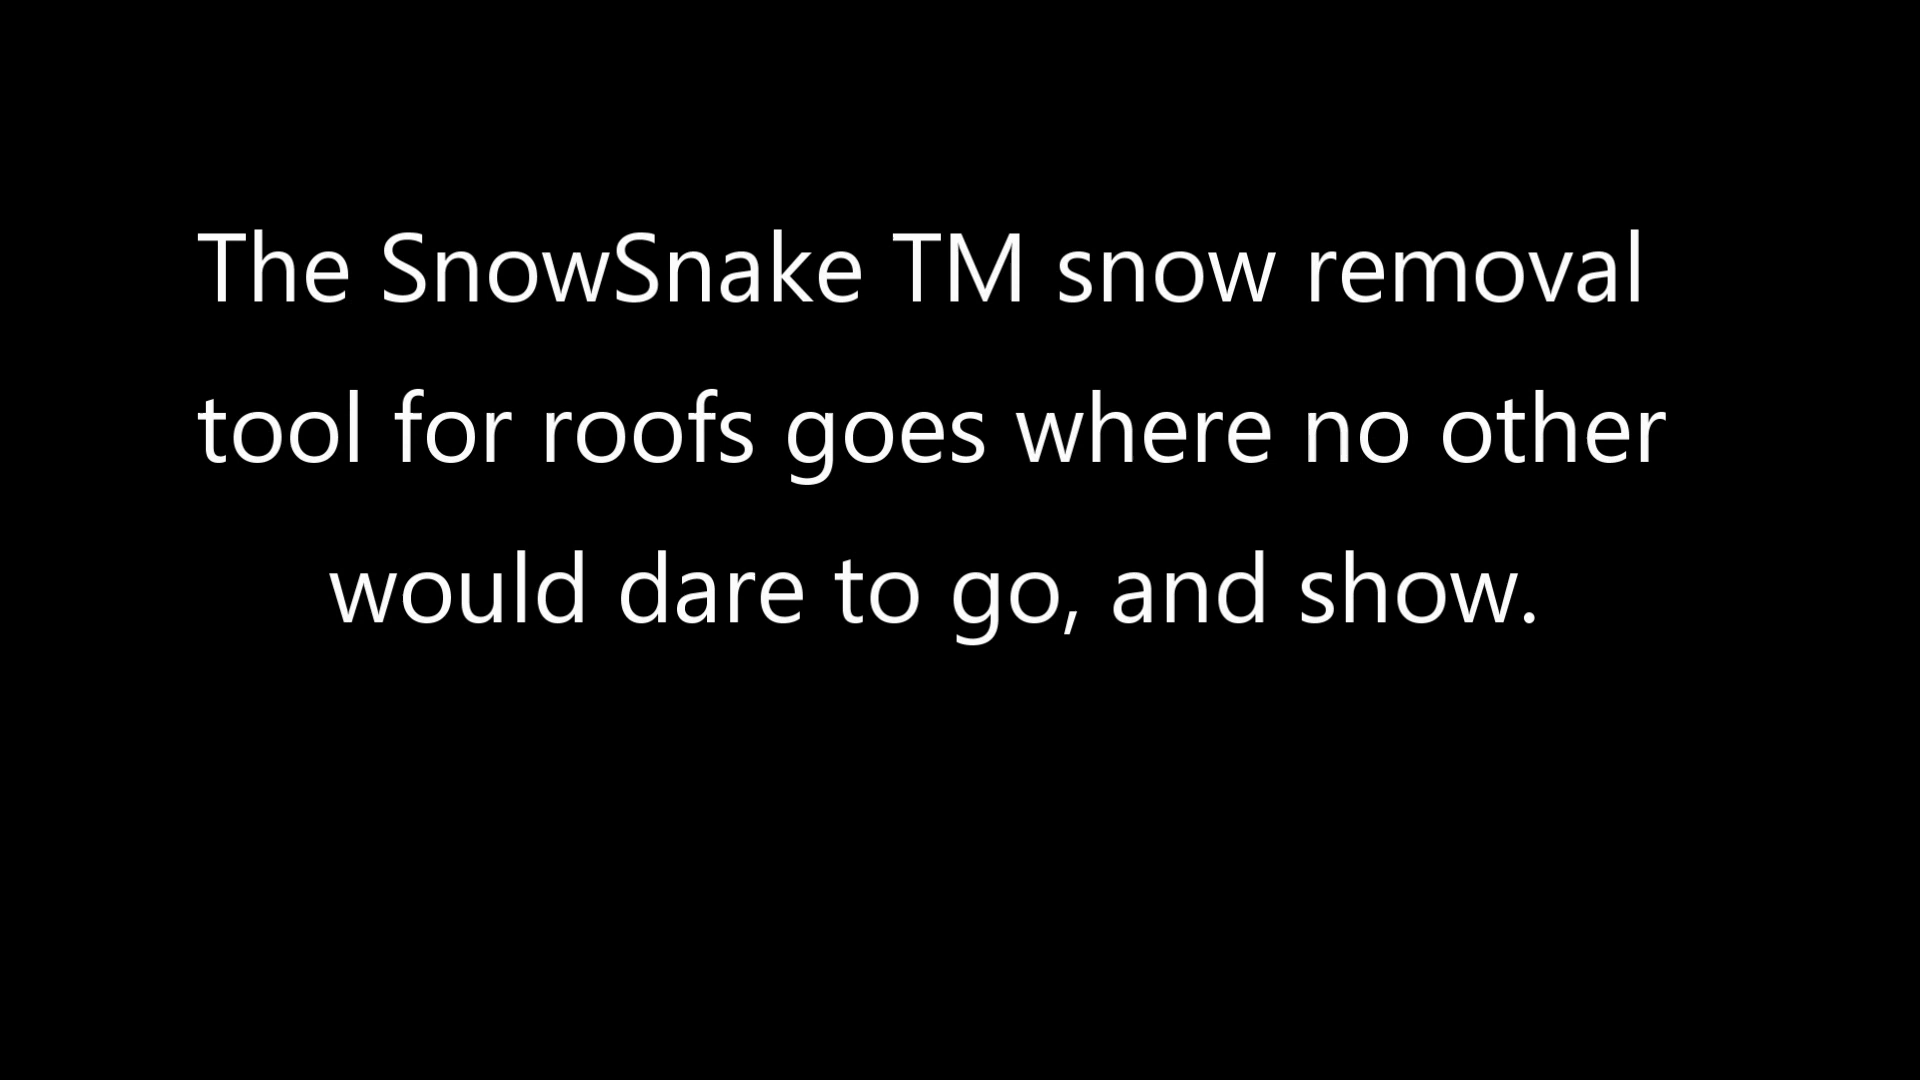 The SnowSnake TM snow removal
tool for roofs goes where no other
would dare to go, and show.